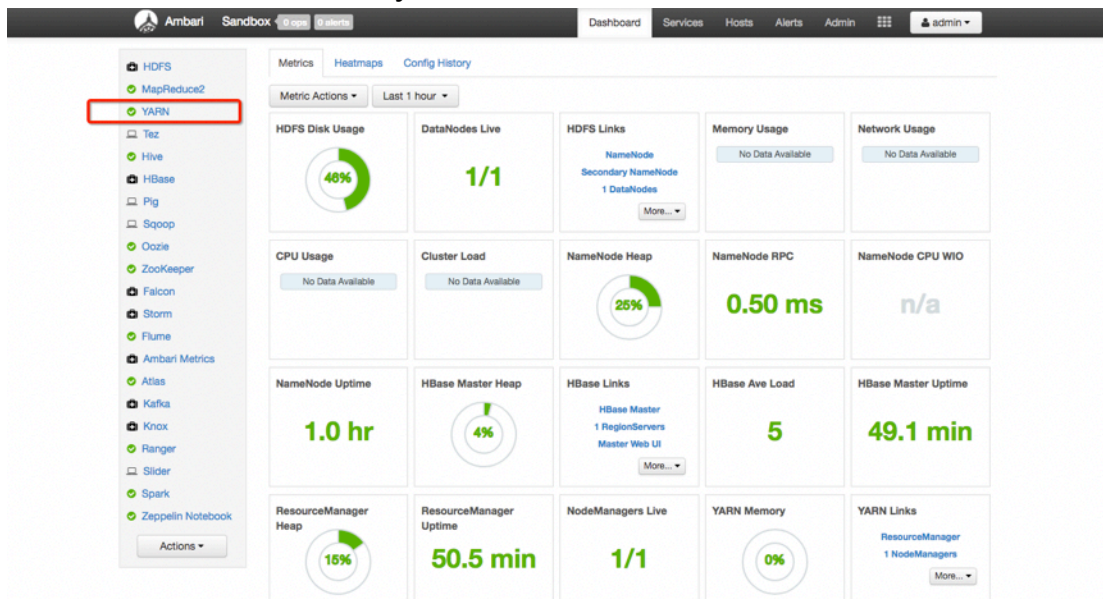 Ambari Sandbox 0 ops 0 alerts Dashboard Services Hosts Alerts Admin admin
HDFS
MapReduce2
YARN
Tez
Hive
HBase
Pig
Sqoop
Oozie
ZooKeeper
Falcon
Storm
Flume
Ambari Metrics
Atlas
Kafka
Knox
Ranger
Slider
Spark
Zeppelin Notebook
Actions
Metrics Heatmaps Config History
Metric Actions Last 1 hour
HDFS Disk Usage
46%
DataNodes Live
1/1
HDFS Links
NameNode
Secondary NameNode
1 DataNodes
More...
Memory Usage
No Data Available
Network Usage
No Data Available
CPU Usage
No Data Available
Cluster Load
No Data Available
NameNode Heap
25%
NameNode RPC
0.50 ms
NameNode CPU WIO
n/a
NameNode Uptime
1.0 hr
HBase Master Heap
4%
HBase Links
HBase Master
1 RegionServers
Master Web UI
More...
HBase Ave Load
5
HBase Master Uptime
49.1 min
ResourceManager
Heap
15%
ResourceManager
Uptime
50.5 min
NodeManagers Live
1/1
YARN Memory
0%
YARN Links
ResourceManager
1 NodeManagers
More...